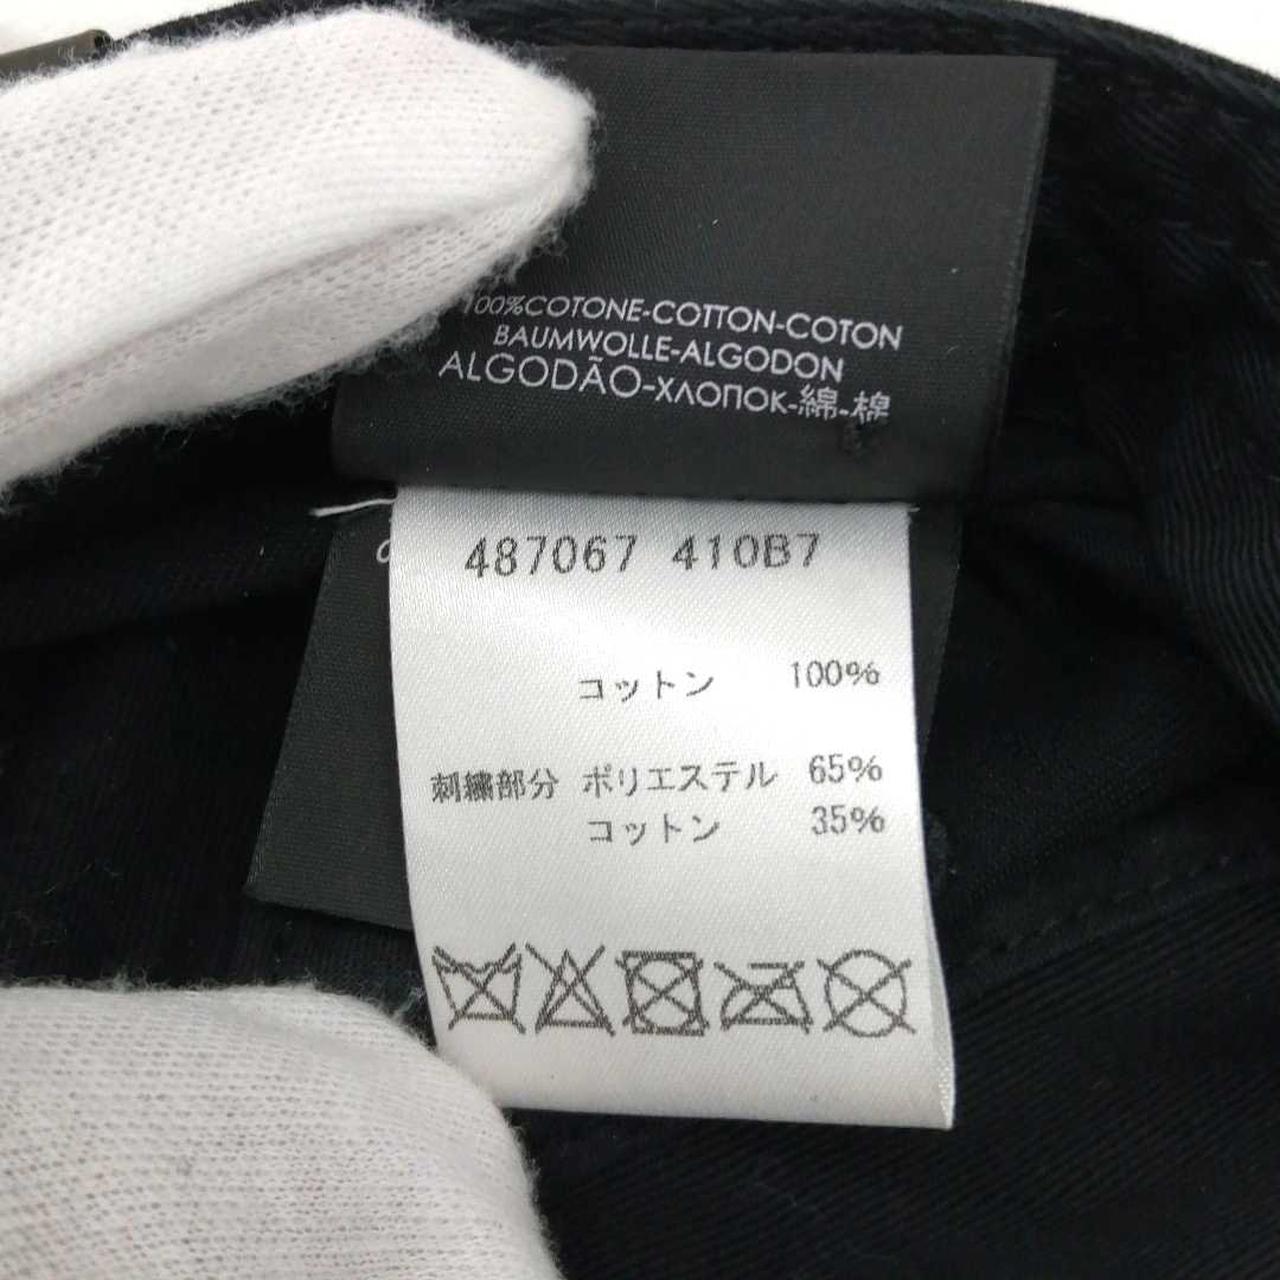 100%COTONE-COTTON-COTON
BAUMWOLLE-ALGODON
ALGODÃO-ХЛОПОК-綿-棉
487067 410B7
コットン 100%
刺繍部分 ポリエステル 65%
コットン 35%